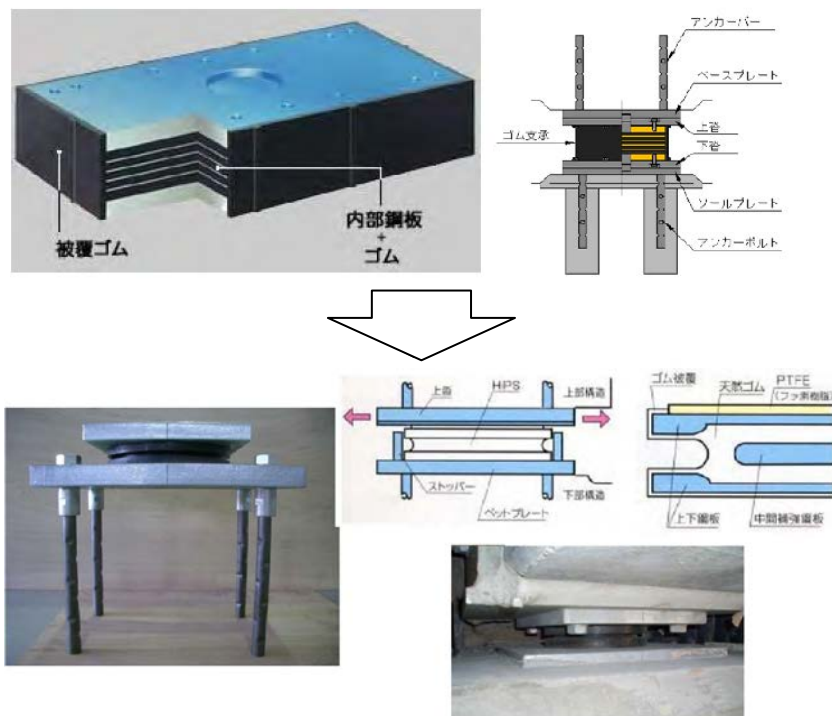 被覆ゴム
内部鋼板
+
ゴム
アンカーバー
ベースプレート
ゴム支承
上沓
下沓
ソールプレート
アンカーボルト
上沓
HiPS
上部構造
ストッパー
ベットプレート
下部構造
ゴム被覆
天然ゴム
PTFE
(フッ素樹脂)
上下鋼板
中間補強鋼板